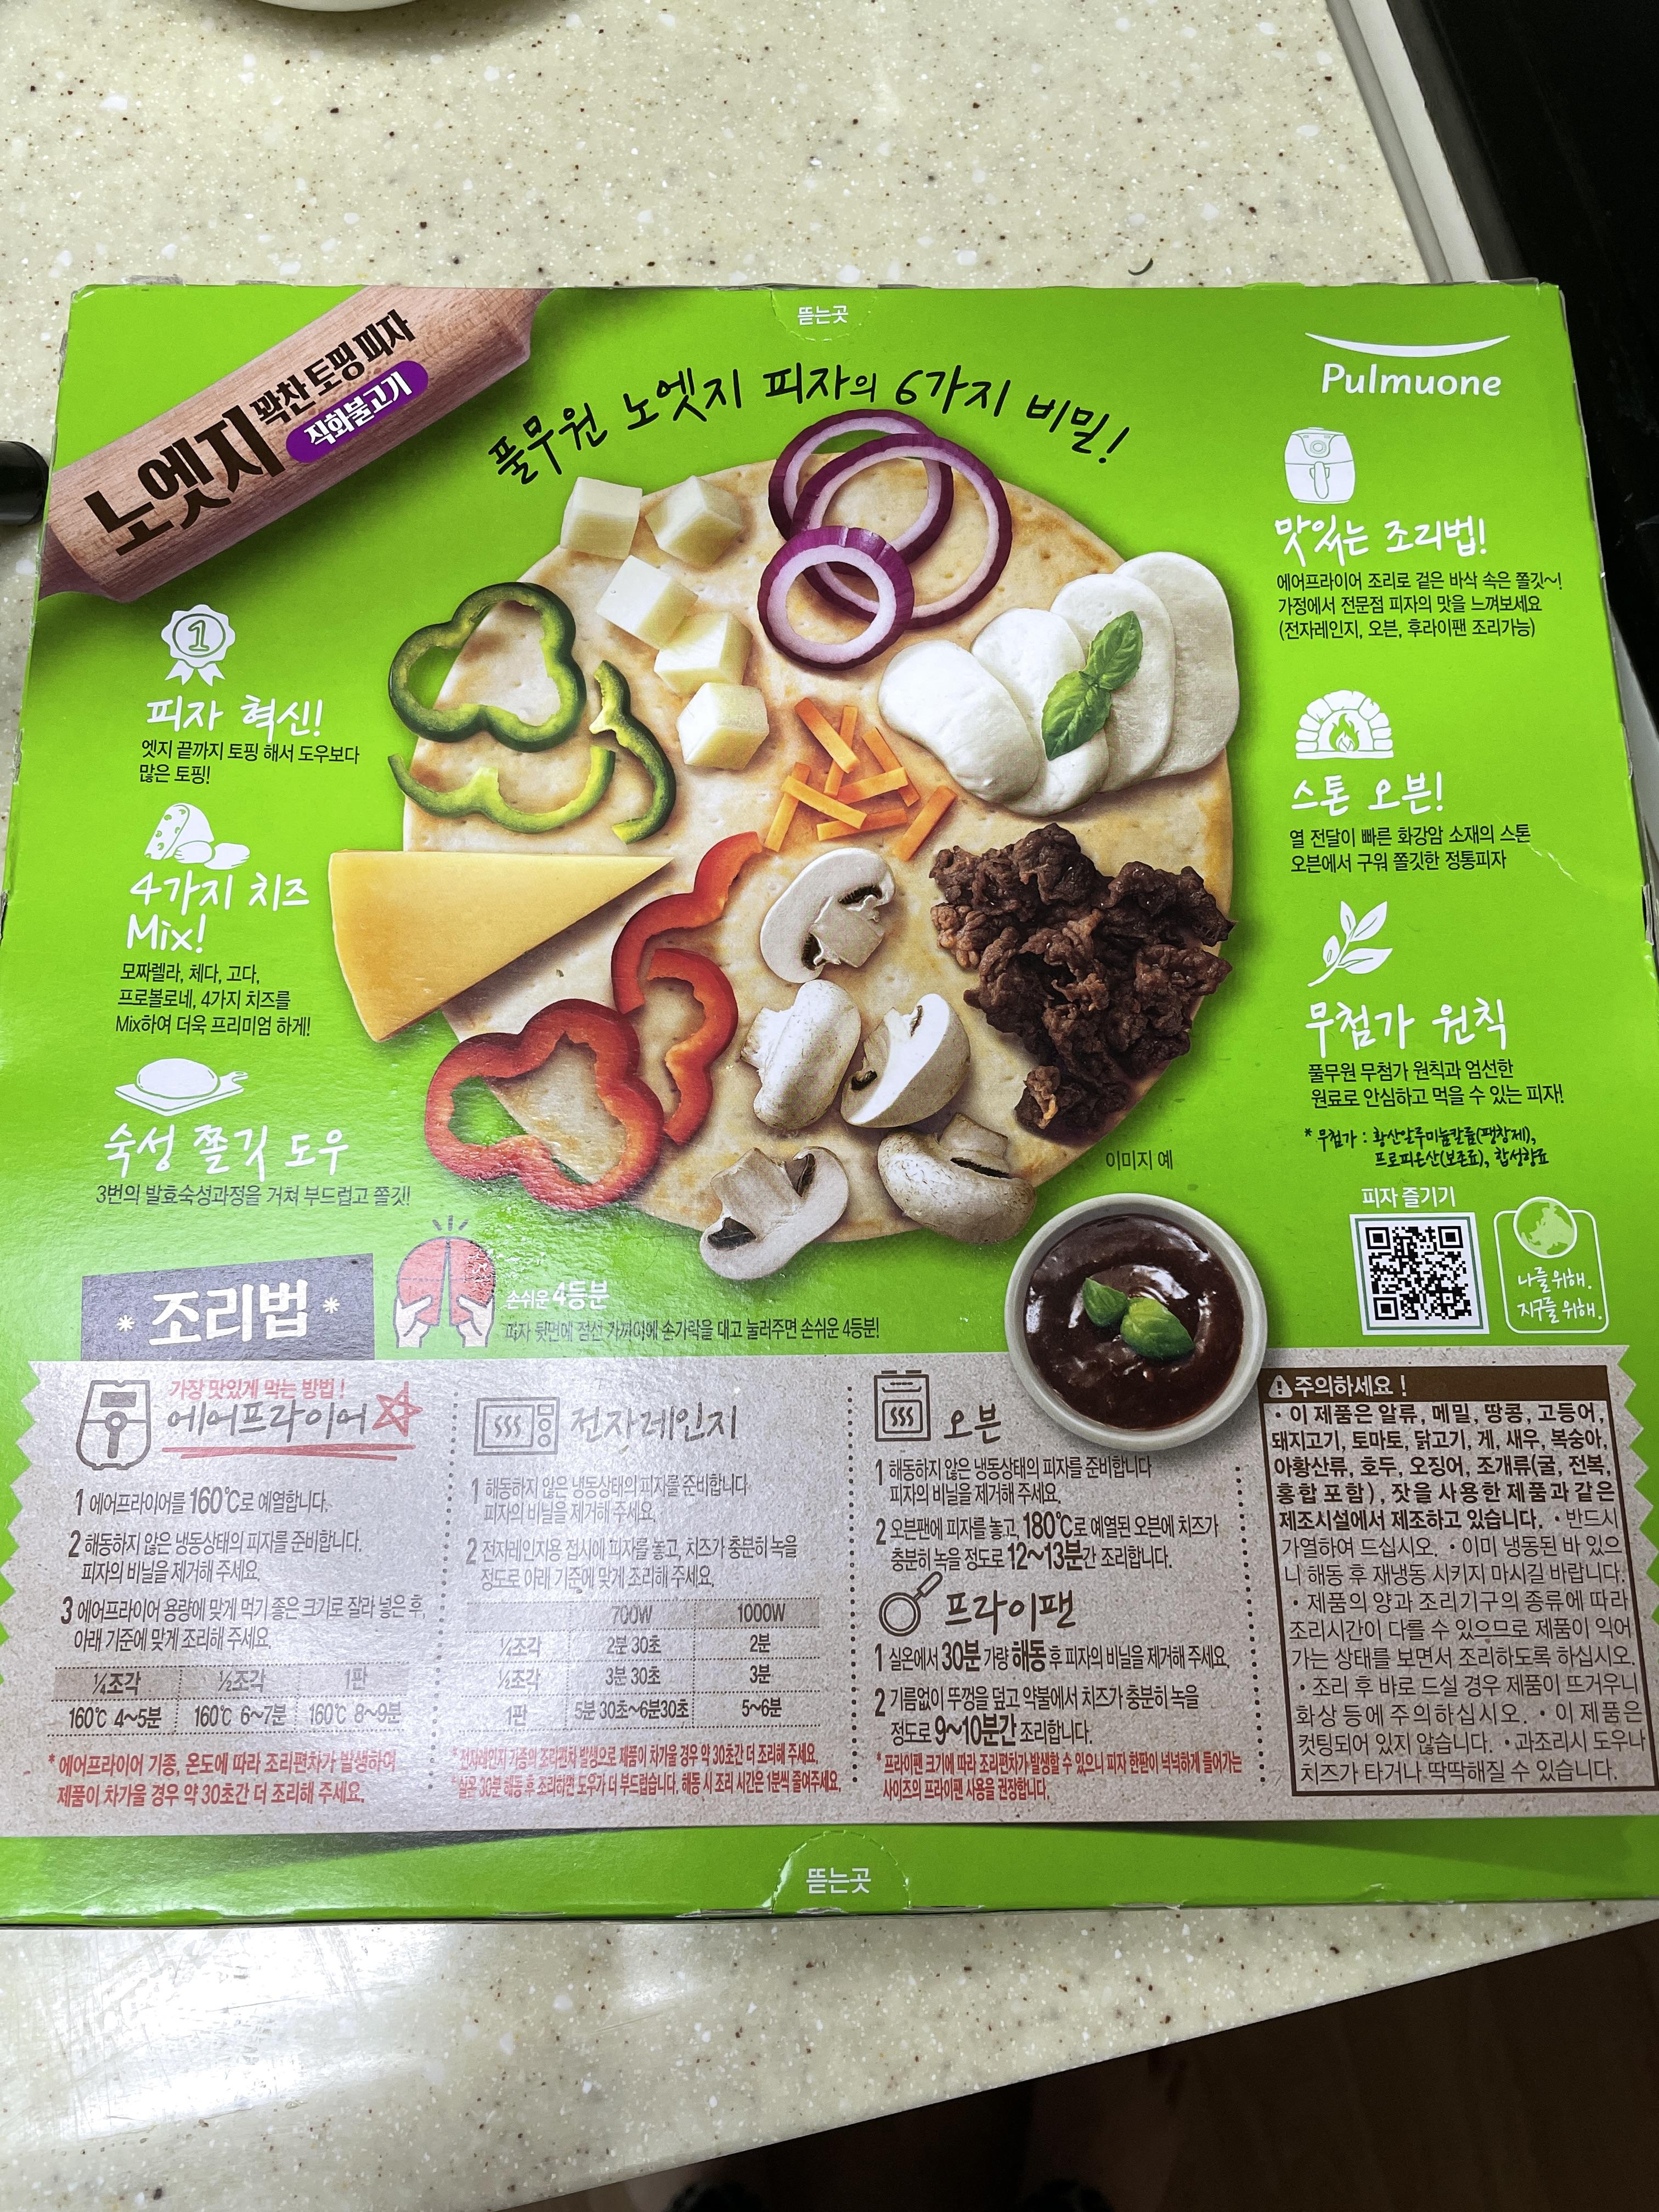 뜯는곳
노엣지 꽉찬 토핑 피자
직화불고기
Pulmuone
풀무원 노엣지 피자의 6가지 비밀!
1
피자 혁신!
엣지 끝까지 토핑 해서 도우보다
많은 토핑!
4가지 치즈
Mix!
모짜렐라, 체다, 고다,
프로볼로네, 4가지 치즈를
Mix하여 더욱 프리미엄 하게!
숙성 쫄깃 도우
3번의 발효숙성과정을 거쳐 부드럽고 쫄깃!
맛있는 조리법!
에어프라이어 조리로 겉은 바삭 속은 쫄깃~!
가정에서 전문점 피자의 맛을 느껴보세요
(전자레인지, 오븐, 후라이팬 조리가능)
스톤 오븐!
열 전달이 빠른 화강암 소재의 스톤
오븐에서 구워 쫄깃한 정통피자
무첨가 원칙
풀무원 무첨가 원칙과 엄선한
원료로 안심하고 먹을 수 있는 피자!
* 무첨가 : 황산알루미늄칼륨(팽창제),
프로피온산(보존료), 합성향료
이미지 예
피자 즐기기
나를 위해.
지구를 위해.
* 조리법 *
손쉬운 4등분
피자 뒷면에 점선 가까이에 손가락을 대고 눌러주면 손쉬운 4등분!
가장 맛있게 먹는 방법!
에어프라이어
1 에어프라이어를 160℃로 예열합니다.
2 해동하지 않은 냉동상태의 피자를 준비합니다.
피자의 비닐을 제거해 주세요.
3 에어프라이어 용량에 맞게 먹기 좋은 크기로 잘라 넣은 후,
아래 기준에 맞게 조리해 주세요.
¼조각 ½조각 1판
160℃ 4~5분 160℃ 6~7분 160℃ 8~9분
* 에어프라이어 기종, 온도에 따라 조리편차가 발생하여
제품이 차가울 경우 약 30초간 더 조리해 주세요.
전자레인지
1 해동하지 않은 냉동상태의 피자를 준비합니다
피자의 비닐을 제거해 주세요.
2 전자레인지용 접시에 피자를 놓고, 치즈가 충분히 녹을
정도로 아래 기준에 맞게 조리해 주세요.
700W 1000W
¼조각 2분 30초 2분
½조각 3분 30초 3분
1판 5분 30초~6분30초 5~6분
* 전자레인지 기종의 조리편차 발생으로 제품이 차가울 경우 약 30초간 더 조리해 주세요.
* 실온 30분 해동 후 조리하면 도우가 더 부드럽습니다. 해동 시 조리 시간은 1분씩 줄여주세요.
오븐
1 해동하지 않은 냉동상태의 피자를 준비합니다
피자의 비닐을 제거해 주세요.
2 오븐팬에 피자를 놓고, 180℃로 예열된 오븐에 치즈가
충분히 녹을 정도로 12~13분간 조리합니다.
프라이팬
1 실온에서 30분 가량 해동 후 피자의 비닐을 제거해 주세요.
2 기름없이 뚜껑을 덮고 약불에서 치즈가 충분히 녹을
정도로 9~10분간 조리합니다.
* 프라이팬 크기에 따라 조리편차가 발생할 수 있으니 피자 한판이 넉넉하게 들어가는
사이즈의 프라이팬 사용을 권장합니다.
주의하세요 !
• 이 제품은 알류, 메밀, 땅콩, 고등어,
돼지고기, 토마토, 닭고기, 게, 새우, 복숭아,
아황산류, 호두, 오징어, 조개류(굴, 전복,
홍합 포함), 잣을 사용한 제품과 같은
제조시설에서 제조하고 있습니다. • 반드시
가열하여 드십시오. • 이미 냉동된 바 있으
니 해동 후 재냉동 시키지 마시길 바랍니다.
• 제품의 양과 조리기구의 종류에 따라
조리시간이 다를 수 있으므로 제품이 익어
가는 상태를 보면서 조리하도록 하십시오.
• 조리 후 바로 드실 경우 제품이 뜨거우니
화상 등에 주의하십시오. • 이 제품은
컷팅되어 있지 않습니다. • 과조리시 도우나
치즈가 타거나 딱딱해질 수 있습니다.
뜯는곳